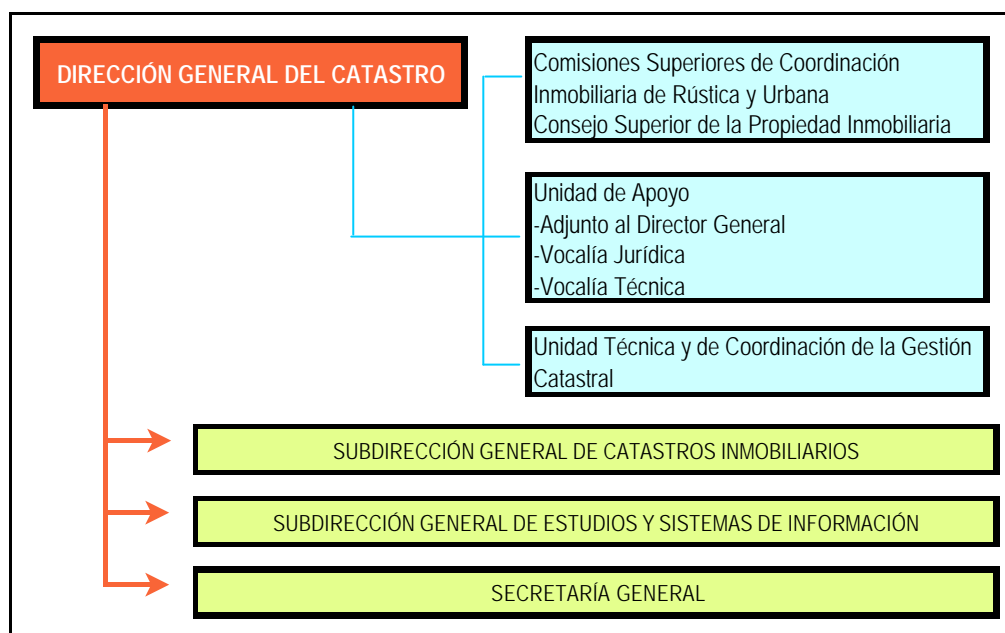 DIRECCIÓN GENERAL DEL CATASTRO
Comisiones Superiores de Coordinación
Inmobiliaria de Rústica y Urbana
Consejo Superior de la Propiedad Inmobiliaria
Unidad de Apoyo
-Adjunto al Director General
-Vocalía Jurídica
-Vocalía Técnica
Unidad Técnica y de Coordinación de la Gestión
Catastral
SUBDIRECCIÓN GENERAL DE CATASTROS INMOBILIARIOS
SUBDIRECCIÓN GENERAL DE ESTUDIOS Y SISTEMAS DE INFORMACIÓN
SECRETARÍA GENERAL